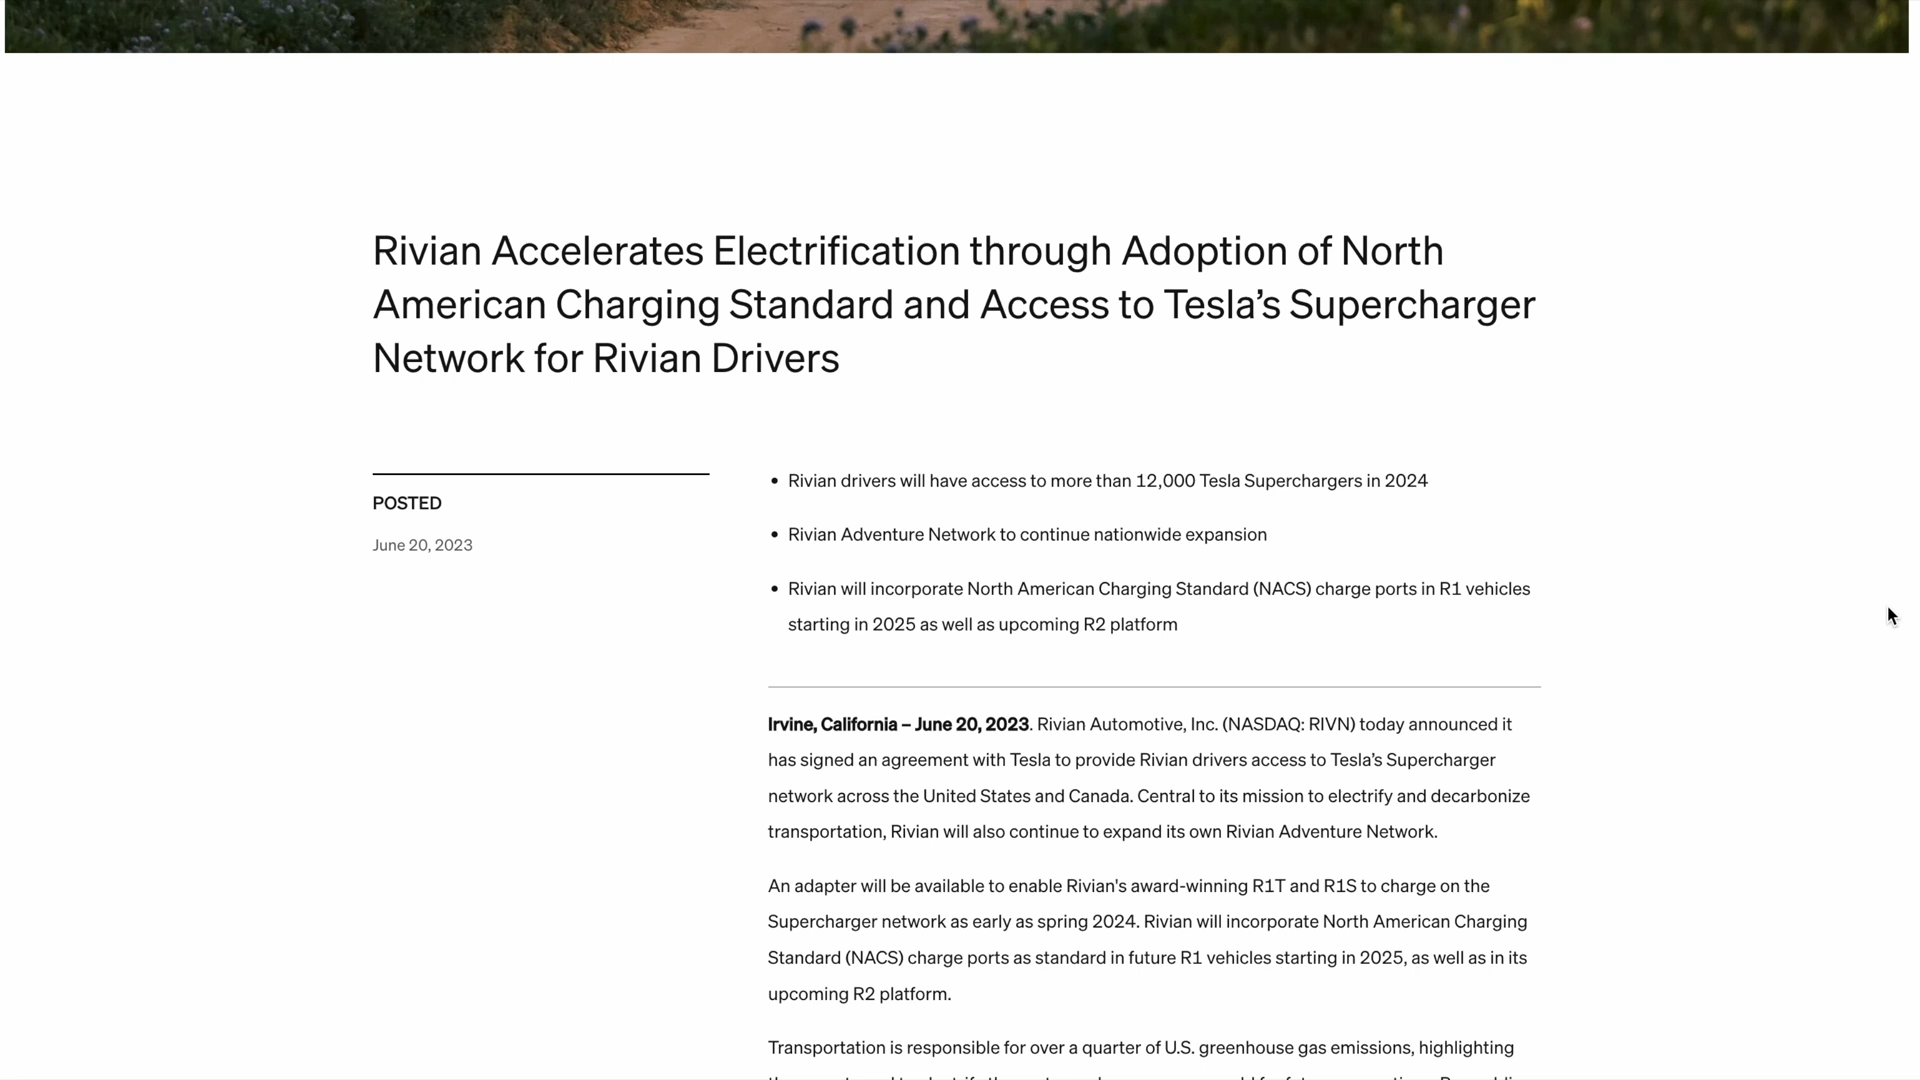 Rivian Accelerates Electrification through Adoption of North
American Charging Standard and Access to Tesla’s Supercharger
Network for Rivian Drivers
POSTED
June 20, 2023
• Rivian drivers will have access to more than 12,000 Tesla Superchargers in 2024
• Rivian Adventure Network to continue nationwide expansion
• Rivian will incorporate North American Charging Standard (NACS) charge ports in R1 vehicles
starting in 2025 as well as upcoming R2 platform
Irvine, California – June 20, 2023. Rivian Automotive, Inc. (NASDAQ: RIVN) today announced it
has signed an agreement with Tesla to provide Rivian drivers access to Tesla’s Supercharger
network across the United States and Canada. Central to its mission to electrify and decarbonize
transportation, Rivian will also continue to expand its own Rivian Adventure Network.
An adapter will be available to enable Rivian's award-winning R1T and R1S to charge on the
Supercharger network as early as spring 2024. Rivian will incorporate North American Charging
Standard (NACS) charge ports as standard in future R1 vehicles starting in 2025, as well as in its
upcoming R2 platform.
Transportation is responsible for over a quarter of U.S. greenhouse gas emissions, highlighting